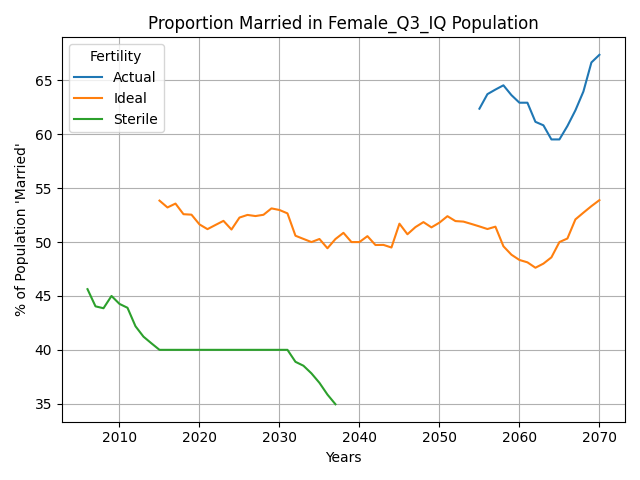 Proportion Married in Female_Q3_IQ Population
Fertility
Actual
Ideal
Sterile
% of Population 'Married'
65
60
55
50
45
40
35
2010 2020 2030 2040 2050 2060 2070
Years